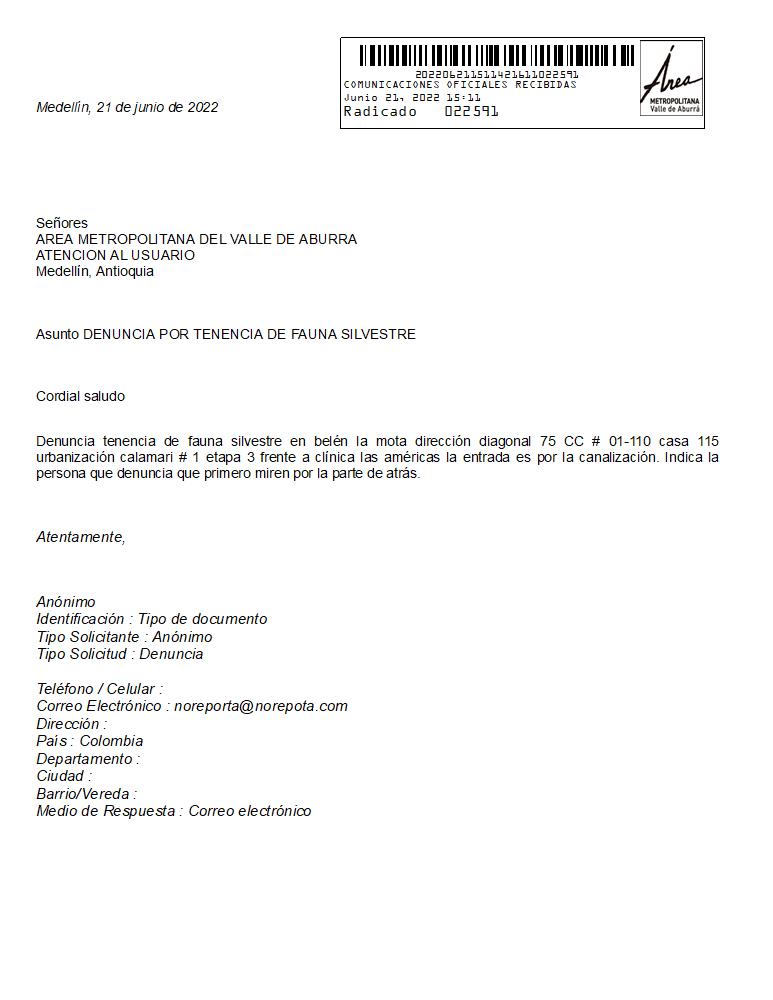 202206211511421611022591
COMUNICACIONES OFICIALES RECIBIDAS
Junio 21, 2022 15:11
Radicado 022591
Área
METROPOLITANA
Valle de Aburrá
Medellín, 21 de junio de 2022
Señores
AREA METROPOLITANA DEL VALLE DE ABURRA
ATENCION AL USUARIO
Medellín, Antioquia
Asunto DENUNCIA POR TENENCIA DE FAUNA SILVESTRE
Cordial saludo
Denuncia tenencia de fauna silvestre en belén la mota dirección diagonal 75 CC # 01-110 casa 115
urbanización calamari # 1 etapa 3 frente a clínica las américas la entrada es por la canalización. Indica la
persona que denuncia que primero miren por la parte de atrás.
Atentamente,
Anónimo
Identificación : Tipo de documento
Tipo Solicitante : Anónimo
Tipo Solicitud : Denuncia
Teléfono / Celular :
Correo Electrónico : noreporta@norepota.com
Dirección :
País : Colombia
Departamento :
Ciudad :
Barrio/Vereda :
Medio de Respuesta : Correo electrónico